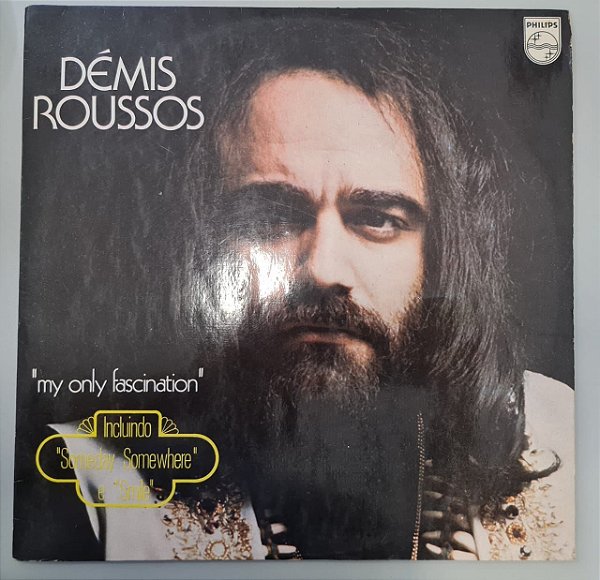 PHILIPS
DÉMIS
ROUSSOS
"my only fascination"
Incluindo
"Someday Somewhere"
e "Smile"